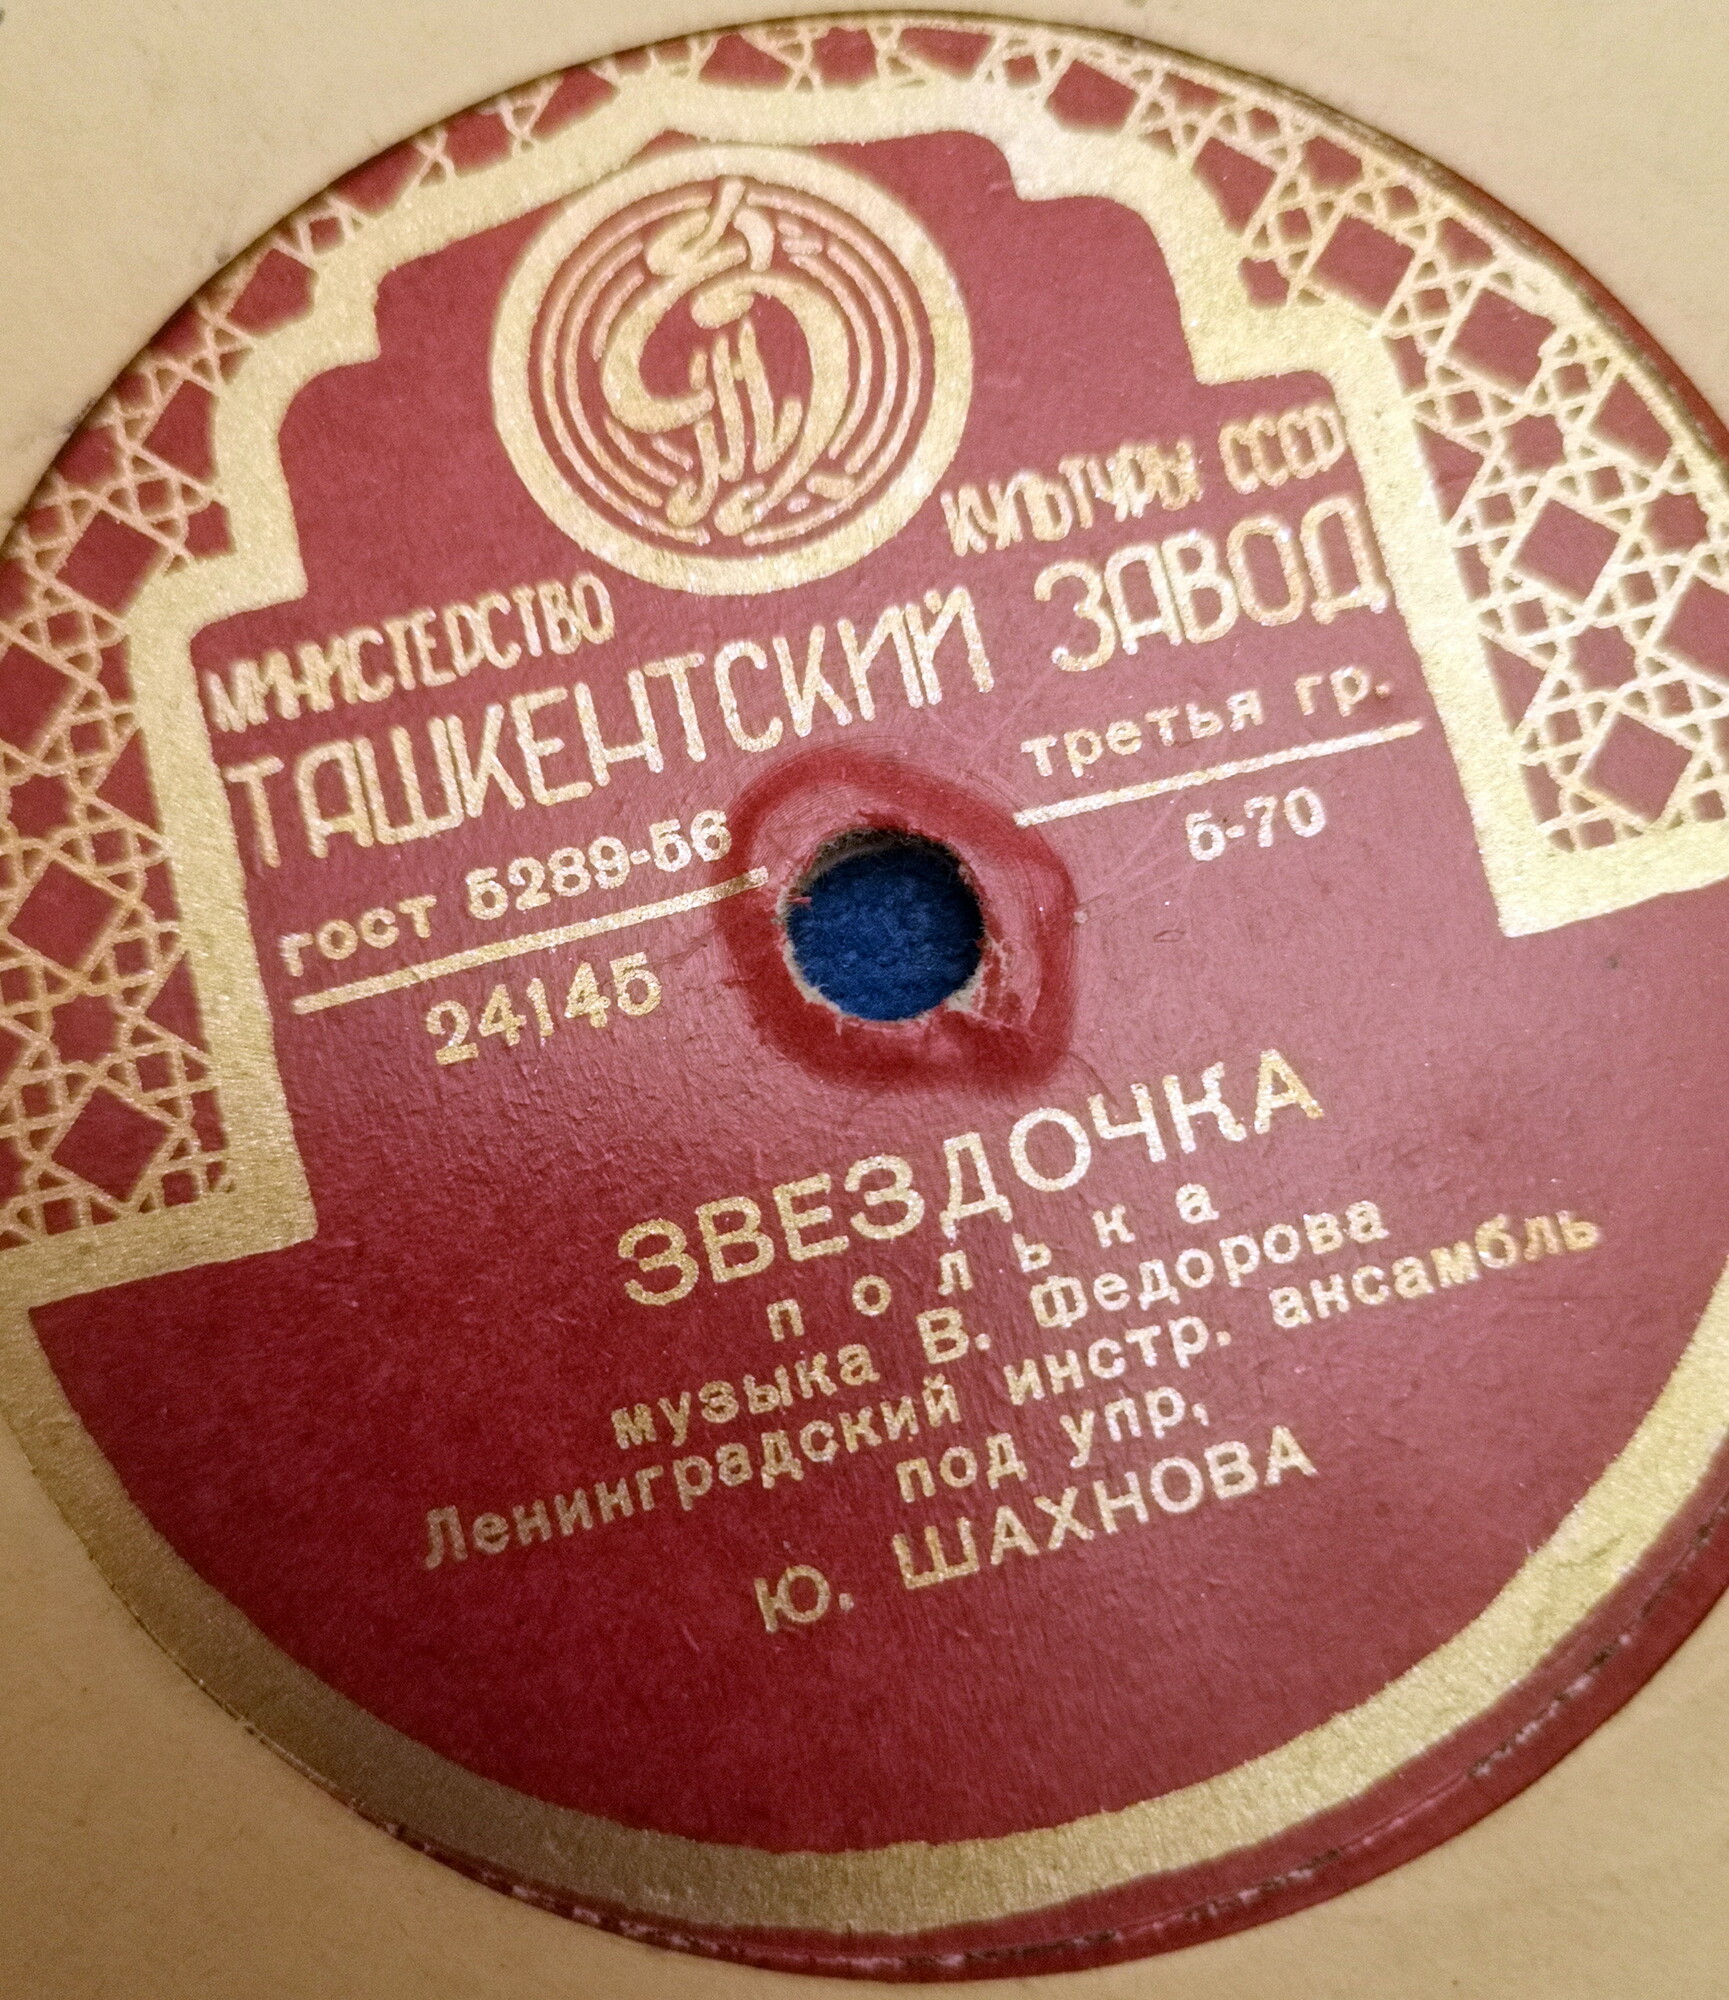 МИНИСТЕРСТВО КУЛЬТУРЫ СССР
ТАШКЕНТСКИЙ ЗАВОД
гост 5289-56 третья гр.
24145 б-70
ЗВЕЗДОЧКА
полька
музыка В. Федорова
Ленинградский инстр. ансамбль
под упр,
Ю. ШАХНОВА